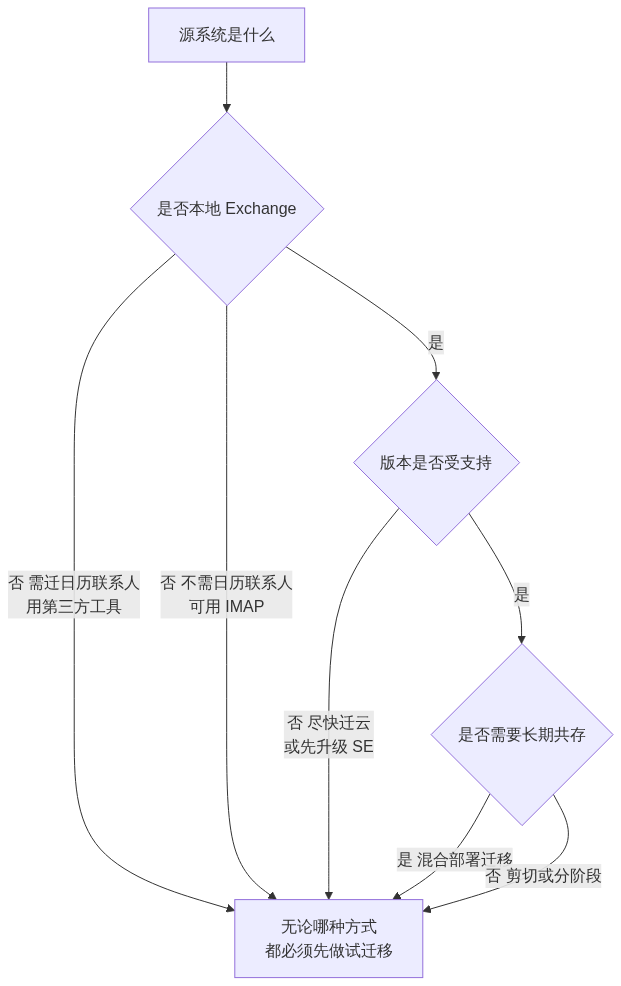 源系统是什么
是否本地 Exchange
是
版本是否受支持
否 需迁日历联系人
用第三方工具
否 不需日历联系人
可用 IMAP
是
否 尽快迁云
或先升级 SE
是否需要长期共存
是 混合部署迁移
否 剪切或分阶段
无论哪种方式
都必须先做试迁移